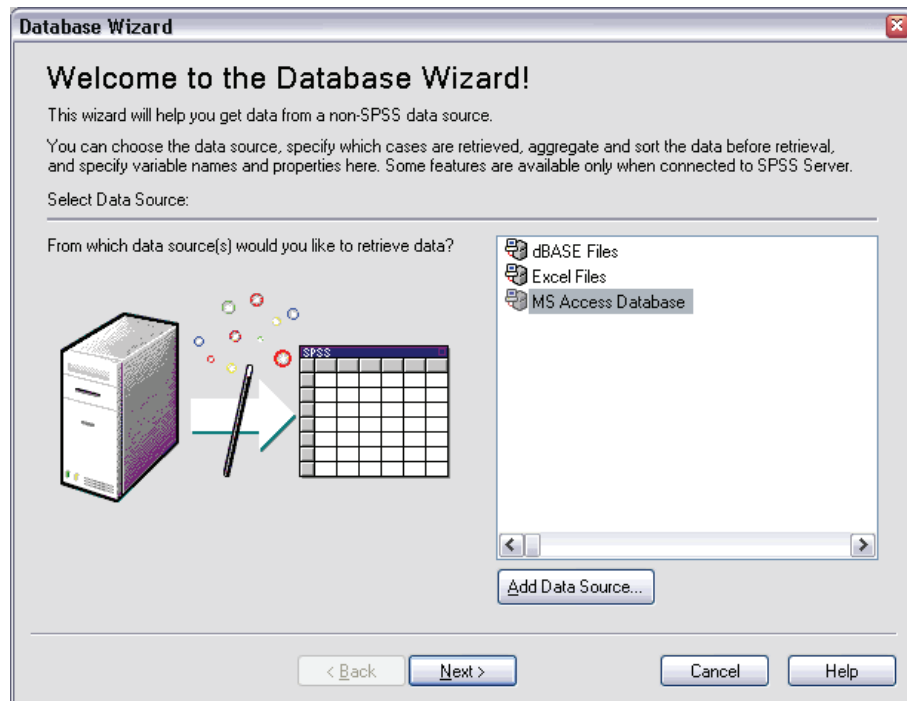 Database Wizard
Welcome to the Database Wizard!
This wizard will help you get data from a non-SPSS data source.
You can choose the data source, specify which cases are retrieved, aggregate and sort the data before retrieval,
and specify variable names and properties here. Some features are available only when connected to SPSS Server.
Select Data Source:
From which data source(s) would you like to retrieve data?
SPSS
dBASE Files
Excel Files
MS Access Database
Add Data Source...
< Back
Next >
Cancel
Help